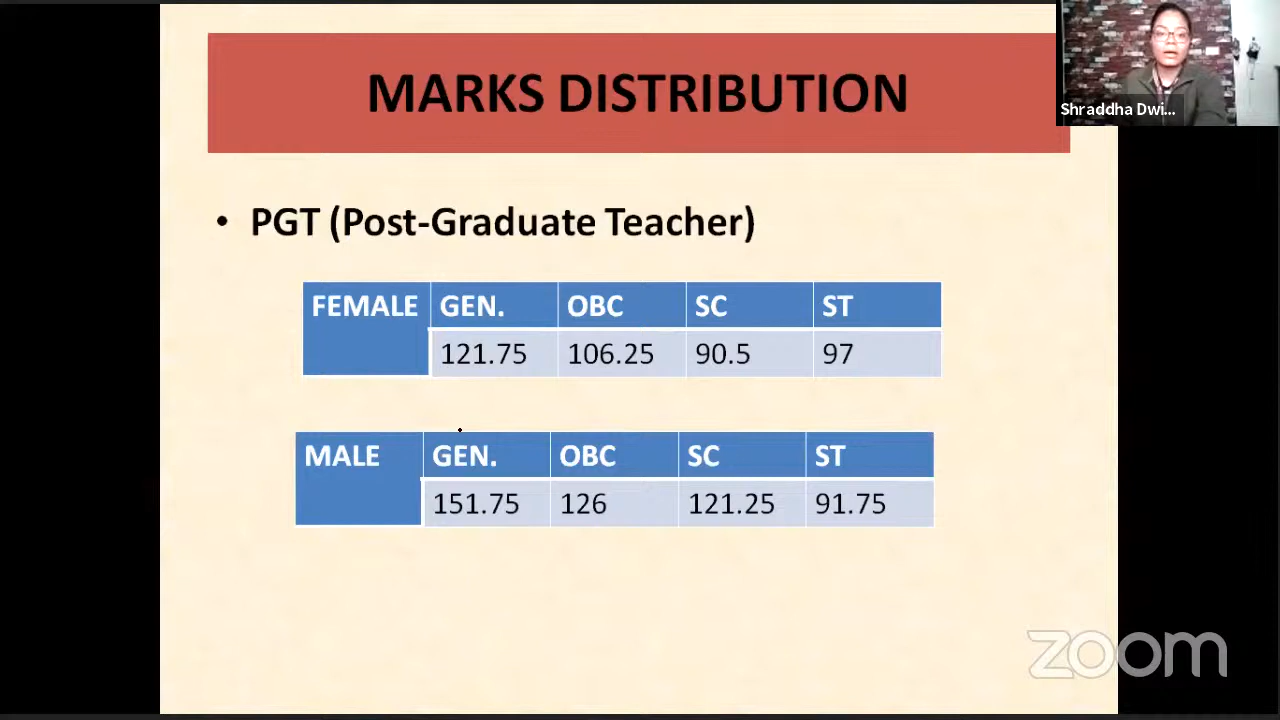 MARKS DISTRIBUTION
Shraddha Dwi...
• PGT (Post-Graduate Teacher)
FEMALE GEN. OBC SC ST
121.75 106.25 90.5 97
MALE GEN. OBC SC ST
151.75 126 121.25 91.75
zoom